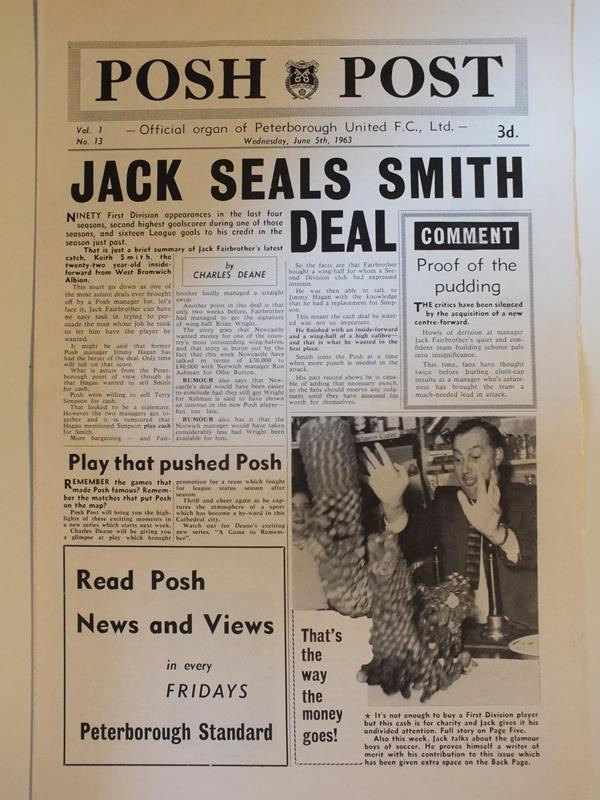 POSH POST
Vol. 1
No. 13
— Official organ of Peterborough United F.C., Ltd. —
Wednesday, June 5th, 1963
3d.
JACK SEALS SMITH
DEAL
NINETY First Division appearances in the last four
seasons, second highest goalscorer during one of those
seasons, and sixteen League goals to his credit in the
season just past.
That is just a brief summary of Jack Fairbrother's latest
catch, Keith Smith, the
twenty-two year-old inside-
forward from West Bromwich
Albion.
This must go down as one of
the most astute deals ever brought
off by a Posh manager, for, let's
face it, Jack Fairbrother can have
no easy task in trying to per-
suade the man whose job he took
to let him have the player he
wanted.
It might be said that former
Posh manager Jimmy Hagan has
had the better of the deal. Only time
will tell on that score.
What is astute from the Peter-
borough point of view though is
that Hagan wanted to sell Smith
for cash.
Posh were willing to sell Terry
Simpson for cash.
That looked to be a stalemate.
However the two managers got to-
gether and it is rumoured that
Hagan mentioned Simpson plus cash
for Smith.
More bargaining — and Fair-
by
CHARLES DEANE
brother finally managed a straight
swop.
Another point in this deal is that
only two weeks before, Fairbrother
had managed to get the signature
of wing-half Brian Wright.
The story goes that Newcastle
wanted money for one of the coun-
try's most outstanding wing-halves,
and that story is borne out by the
fact that this week Newcastle have
talked in terms of £30,000 to
£40,000 with Norwich manager Ron
Ashman for Ollie Burton.
RUMOUR also says that New-
castle's deal would have been easier
to conclude had they still got Wright
for Ashman is said to have shown
an interest in the new Posh player—
but too late.
RUMOUR also has it that the
Norwich manager would have taken
considerably less had Wright been
available for him.
So the facts are that Fairbrother
bought a wing-half for whom a Sec-
ond Division club had expressed
interest.
He was then able to talk to
Jimmy Hagan with the knowledge
that he had a replacement for Simp-
son.
This meant the cash deal he want-
ed was not so important.
He finished with an inside-forward
and a wing-half of high calibre—
and that is what he wanted in the
first place.
Smith joins the Posh at a time
when more punch is needed in the
attack.
His past record shows he is capa-
ble of adding that necessary punch,
so the fans should reserve any judg-
ment until they have assessed his
worth for themselves.
COMMENT
Proof of the
pudding
THE critics have been silenced
by the acquisition of a new
centre-forward.
Howls of derision at manager
Jack Fairbrother's quiet and con-
fident team building scheme pale
into insignificance.
This time, fans have thought
twice before hurling cloth-cap
insults at a manager who's astute-
ness has brought the team a
much-needed lead in attack.
Play that pushed Posh
REMEMBER the games that
made Posh famous? Remem-
ber the matches that put Posh
on the map?
Posh Post will bring you the high-
lights of these exciting moments in
a new series which starts next week.
Charles Deane will be giving you
a glimpse at play which brought
promotion for a team which fought
for league status season after
season.
Thrill and cheer again as he cap-
tures the atmosphere of a sport
which has become a by-word in this
Cathedral city.
Watch out for Deane's exciting
new series, "A Game to Remem-
ber".
Read Posh
News and Views
in every
FRIDAYS
Peterborough Standard
That's
the
way
the
money
goes!
★ It's not enough to buy a First Division player
but this cash is for charity and Jack gives it his
undivided attention. Full story on Page Five.
Also this week, Jack talks about the glamour
boys of soccer. He proves himself a writer of
merit with his contribution to this issue which
has been given extra space on the Back Page.